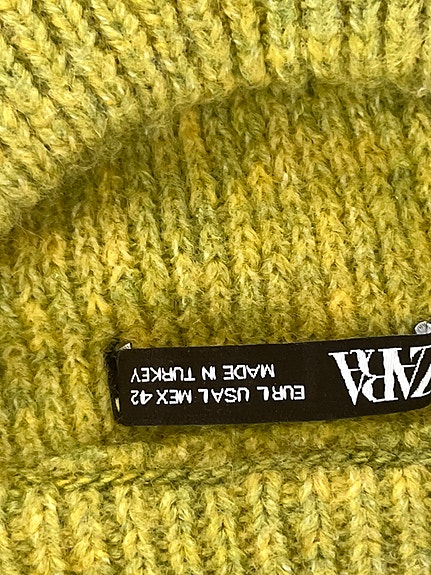 ZARA
EUR L USA L MEX 42
MADE IN TURKEY